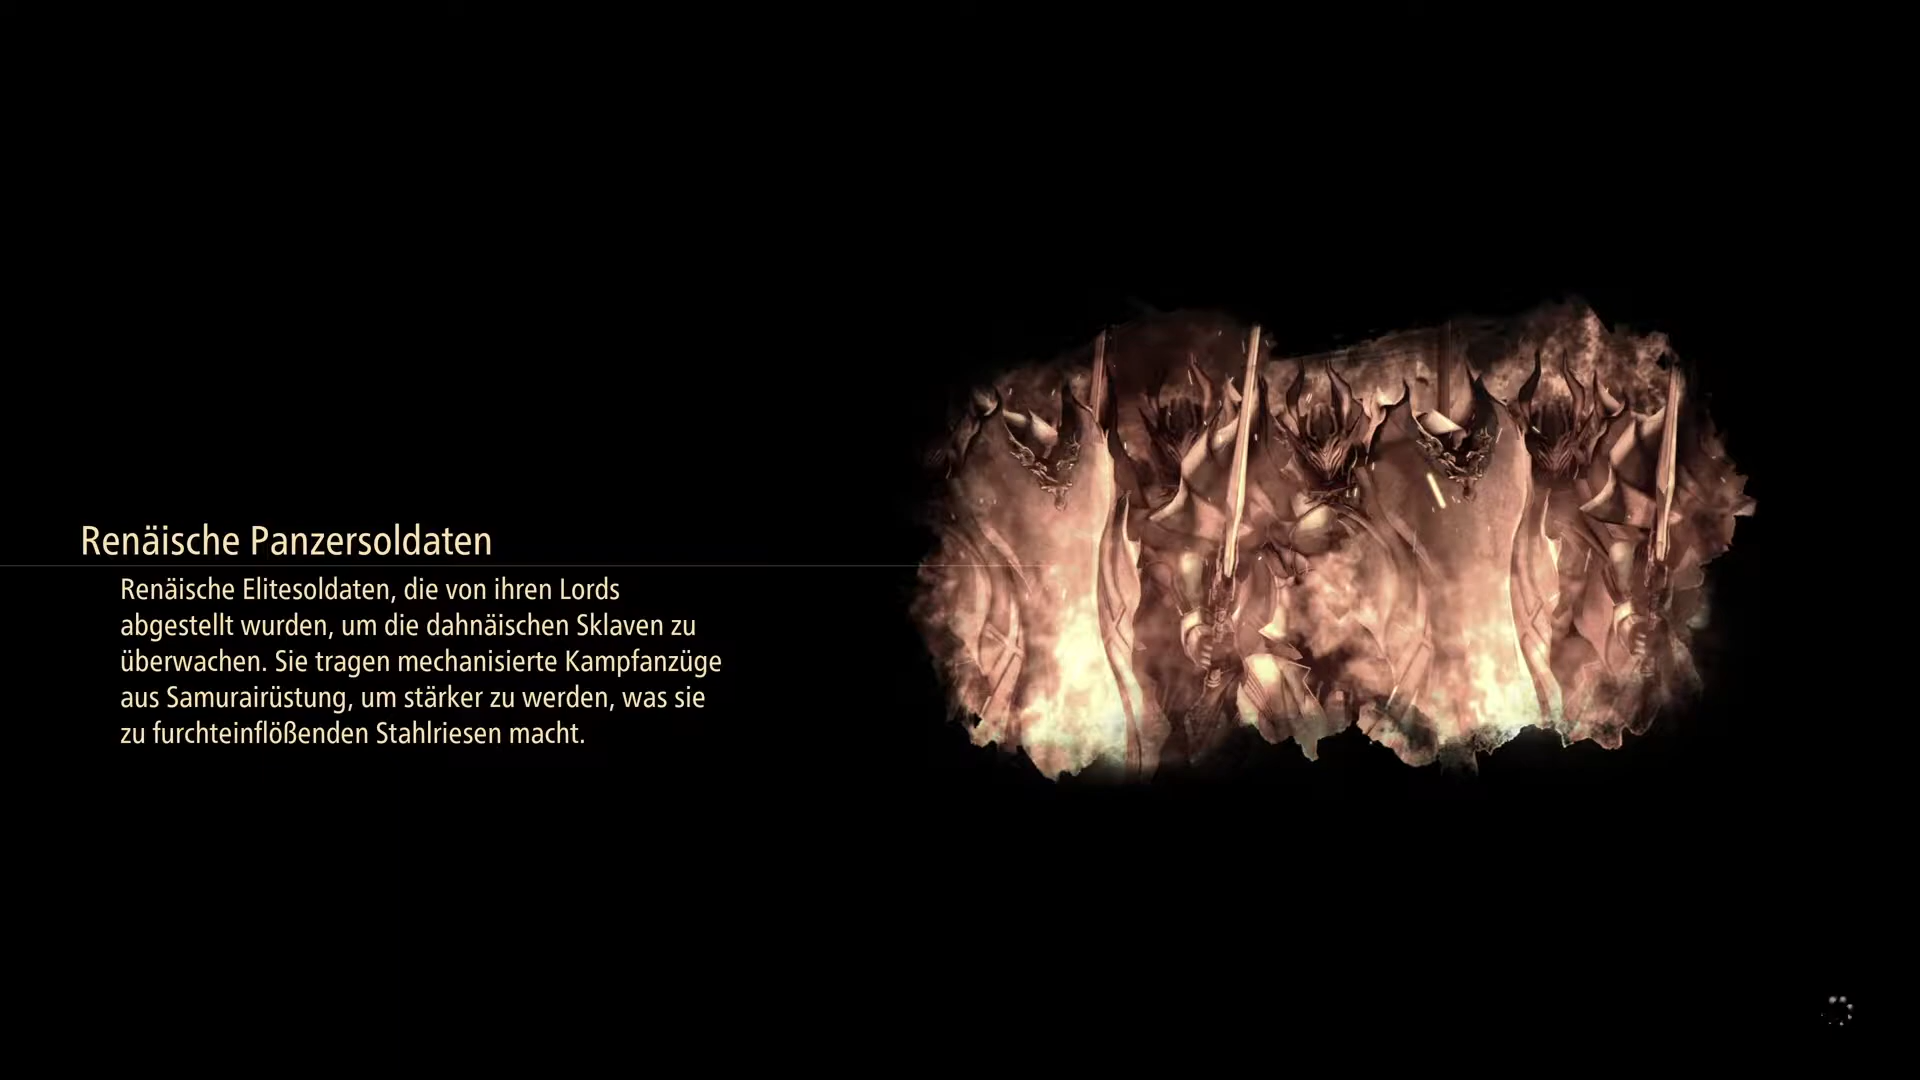 Renäische Panzersoldaten
Renäische Elitesoldaten, die von ihren Lords
abgestellt wurden, um die dahnäischen Sklaven zu
überwachen. Sie tragen mechanisierte Kampfanzüge
aus Samurairüstung, um stärker zu werden, was sie
zu furchteinflößenden Stahlriesen macht.